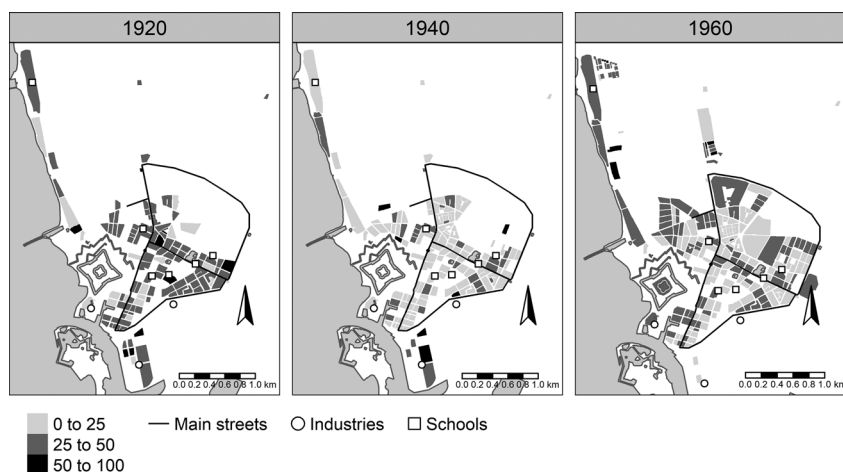 1920 1940 1960
0.0 0.2 0.4 0.6 0.8 1.0 km 0.0 0.2 0.4 0.6 0.8 1.0 km 0.0 0.2 0.4 0.6 0.8 1.0 km
0 to 25 Main streets Industries Schools
25 to 50
50 to 100